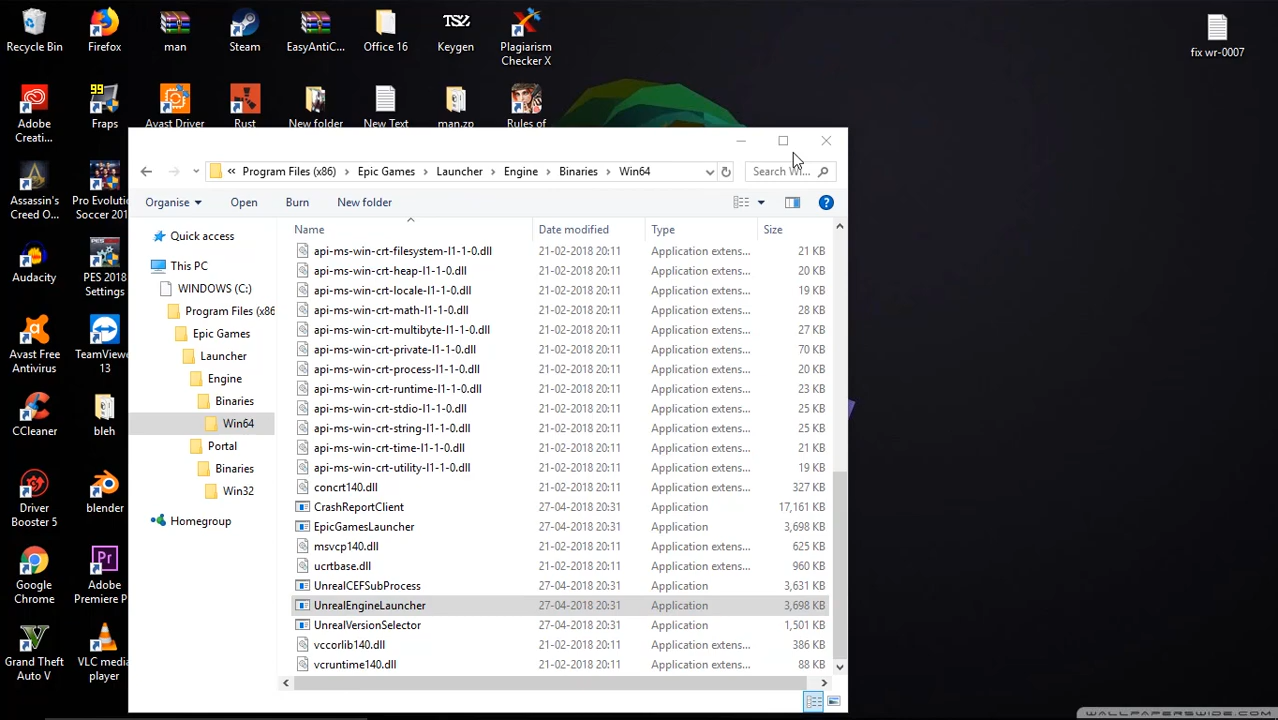 Recycle Bin
Firefox
man
Steam
EasyAntiC...
Office 16
TSZ
Keygen
Plagiarism
Checker X
fix wr-0007
Adobe
Creati...
99
Fraps
Avast Driver
Rust
New folder
New Text
man.zp
Rules of
Assassin's
Creed O...
Pro Evolution
Soccer 201
Audacity
PES 2018
Settings
Avast Free
Antivirus
TeamViewe
13
CCleaner
bleh
Driver
Booster 5
blender
Google
Chrome
Pr
Adobe
Premiere P
Grand Theft
Auto V
VLC media
player
« Program Files (x86) > Epic Games > Launcher > Engine > Binaries > Win64
Search Wi...
Organise
Open
Burn
New folder
Quick access
This PC
WINDOWS (C:)
Program Files (x86
Epic Games
Launcher
Engine
Binaries
Win64
Portal
Binaries
Win32
Homegroup
Name Date modified Type Size
api-ms-win-crt-filesystem-l1-1-0.dll 21-02-2018 20:11 Application extens... 21 KB
api-ms-win-crt-heap-l1-1-0.dll 21-02-2018 20:11 Application extens... 20 KB
api-ms-win-crt-locale-l1-1-0.dll 21-02-2018 20:11 Application extens... 19 KB
api-ms-win-crt-math-l1-1-0.dll 21-02-2018 20:11 Application extens... 28 KB
api-ms-win-crt-multibyte-l1-1-0.dll 21-02-2018 20:11 Application extens... 27 KB
api-ms-win-crt-private-l1-1-0.dll 21-02-2018 20:11 Application extens... 70 KB
api-ms-win-crt-process-l1-1-0.dll 21-02-2018 20:11 Application extens... 20 KB
api-ms-win-crt-runtime-l1-1-0.dll 21-02-2018 20:11 Application extens... 23 KB
api-ms-win-crt-stdio-l1-1-0.dll 21-02-2018 20:11 Application extens... 25 KB
api-ms-win-crt-string-l1-1-0.dll 21-02-2018 20:11 Application extens... 25 KB
api-ms-win-crt-time-l1-1-0.dll 21-02-2018 20:11 Application extens... 21 KB
api-ms-win-crt-utility-l1-1-0.dll 21-02-2018 20:11 Application extens... 19 KB
concrt140.dll 21-02-2018 20:11 Application extens... 327 KB
CrashReportClient 27-04-2018 20:31 Application 17,161 KB
EpicGamesLauncher 27-04-2018 20:31 Application 3,698 KB
msvcp140.dll 21-02-2018 20:11 Application extens... 625 KB
ucrtbase.dll 21-02-2018 20:11 Application extens... 960 KB
UnrealCEFSubProcess 27-04-2018 20:31 Application 3,631 KB
UnrealEngineLauncher 27-04-2018 20:31 Application 3,698 KB
UnrealVersionSelector 27-04-2018 20:31 Application 1,501 KB
vccorlib140.dll 21-02-2018 20:11 Application extens... 386 KB
vcruntime140.dll 21-02-2018 20:11 Application extens... 88 KB
WALLPAPERSWIDE.COM